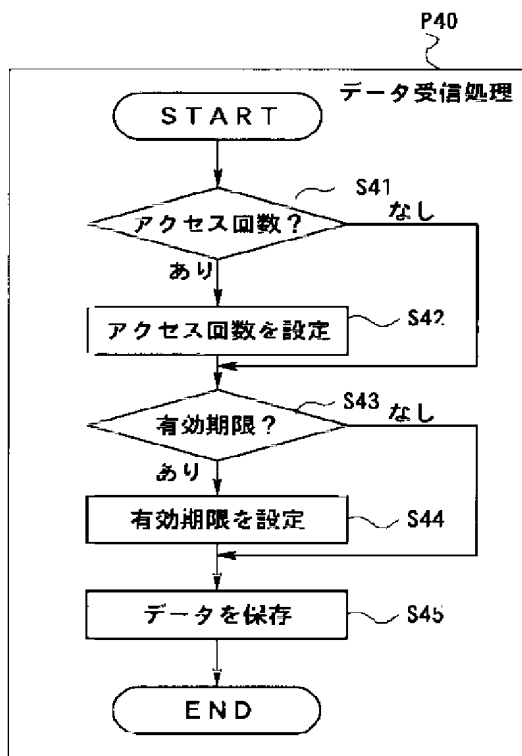 P40
データ受信処理
START
S41
アクセス回数?
なし
あり
アクセス回数を設定
S42
S43
有効期限?
なし
あり
有効期限を設定
S44
データを保存
S45
END